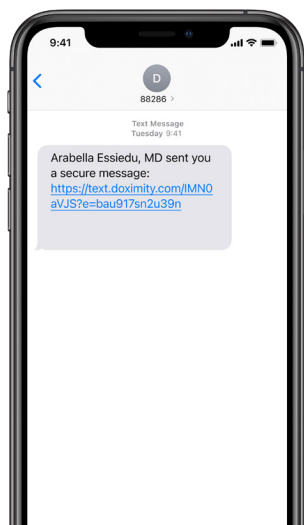 9:41
D
88286 >
Text Message
Tuesday 9:41
Arabella Essiedu, MD sent you
a secure message:
https://text.doximity.com/lMN0
aVJS?e=bau917sn2u39n